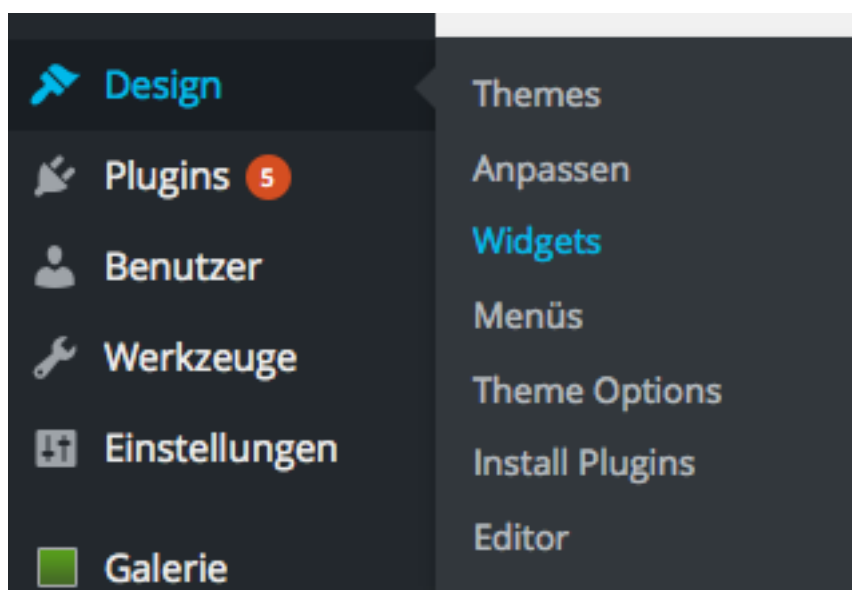 Design
Plugins 5
Benutzer
Werkzeuge
Einstellungen
Galerie
Themes
Anpassen
Widgets
Menüs
Theme Options
Install Plugins
Editor